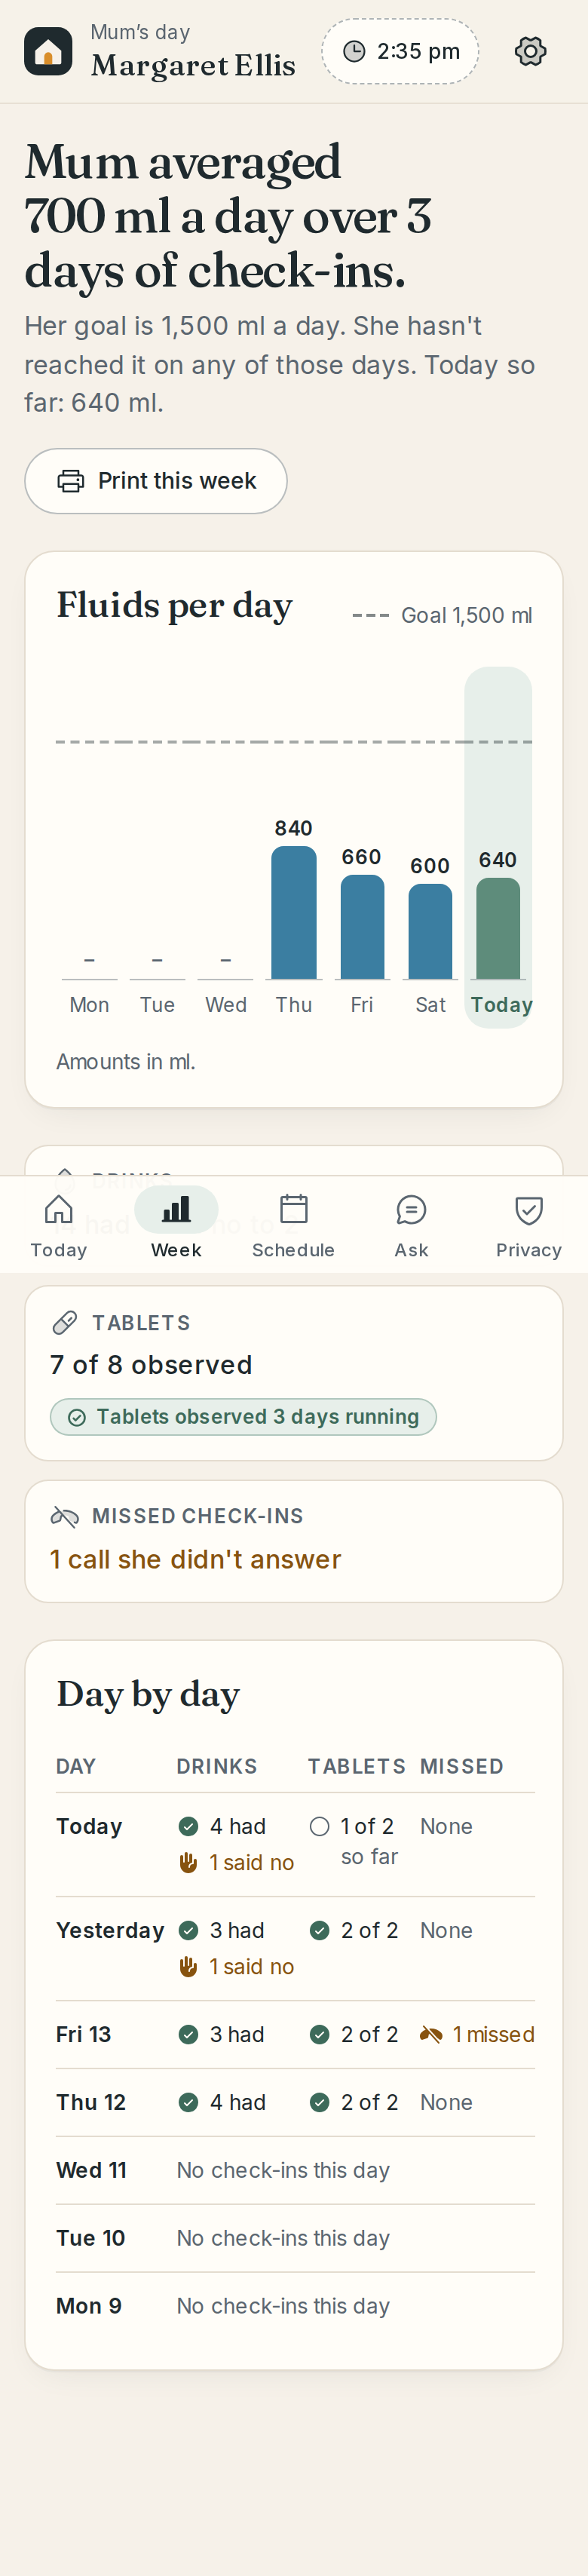 Mum's day
Margaret Ellis
2:35 pm
Mum averaged
700 ml a day over 3
days of check-ins.
Her goal is 1,500 ml a day. She hasn't
reached it on any of those days. Today so
far: 640 ml.
Print this week
Fluids per day
Goal 1,500 ml
840
660
600
640
– – –
Mon Tue Wed Thu Fri Sat Today
Amounts in ml.
DRINKS
14 had no to 2
Today Week Schedule Ask Privacy
TABLETS
7 of 8 observed
Tablets observed 3 days running
MISSED CHECK-INS
1 call she didn't answer
Day by day
DAY DRINKS TABLETS MISSED
Today 4 had 1 of 2 None
1 said no so far
Yesterday 3 had 2 of 2 None
1 said no
Fri 13 3 had 2 of 2 1 missed
Thu 12 4 had 2 of 2 None
Wed 11 No check-ins this day
Tue 10 No check-ins this day
Mon 9 No check-ins this day